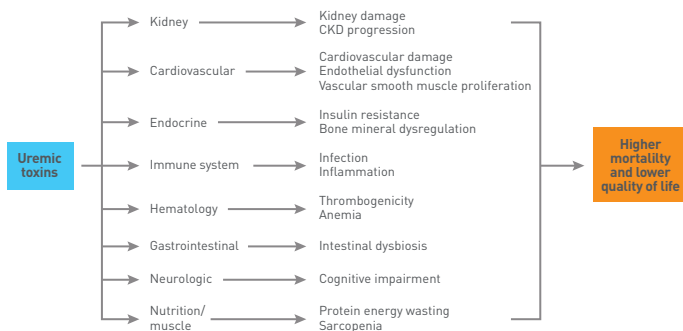 Uremic
toxins
Kidney
Kidney damage
CKD progression
Cardiovascular
Cardiovascular damage
Endothelial dysfunction
Vascular smooth muscle proliferation
Endocrine
Insulin resistance
Bone mineral dysregulation
Immune system
Infection
Inflammation
Hematology
Thrombogenicity
Anemia
Gastrointestinal
Intestinal dysbiosis
Neurologic
Cognitive impairment
Nutrition/
muscle
Protein energy wasting
Sarcopenia
Higher
mortalilty
and lower
quality of life